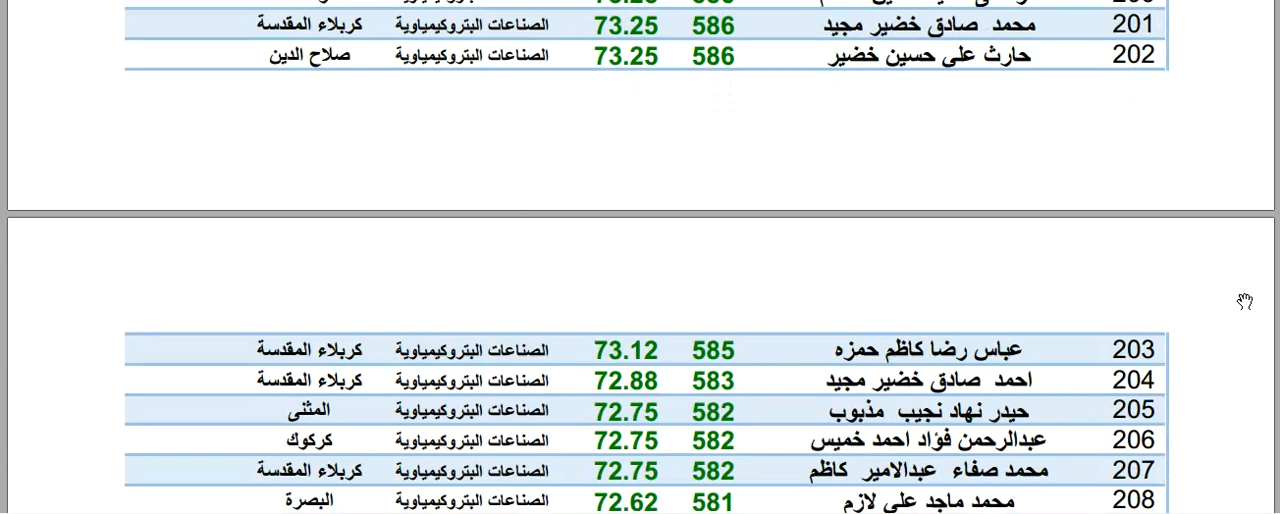 201 محمد صادق خضير مجيد 586 73.25 الصناعات البتروكيمياوية كربلاء المقدسة
202 حارث علي حسين خضير 586 73.25 الصناعات البتروكيمياوية صلاح الدين
203 عباس رضا كاظم حمزه 585 73.12 الصناعات البتروكيمياوية كربلاء المقدسة
204 احمد صادق خضير مجيد 583 72.88 الصناعات البتروكيمياوية كربلاء المقدسة
205 حيدر نهاد نجيب مذبوب 582 72.75 الصناعات البتروكيمياوية المثنى
206 عبدالرحمن فؤاد احمد خميس 582 72.75 الصناعات البتروكيمياوية كركوك
207 محمد صفاء عبدالامير كاظم 582 72.75 الصناعات البتروكيمياوية كربلاء المقدسة
208 محمد ماجد علي لازم 581 72.62 الصناعات البتروكيمياوية البصرة